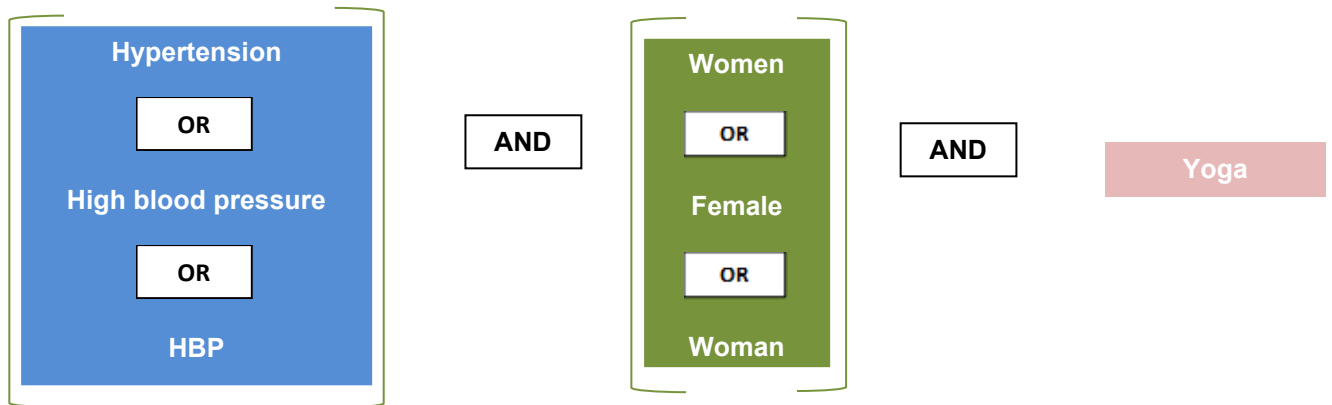 Hypertension
OR
High blood pressure
OR
HBP
AND
Women
OR
Female
OR
Woman
AND
Yoga